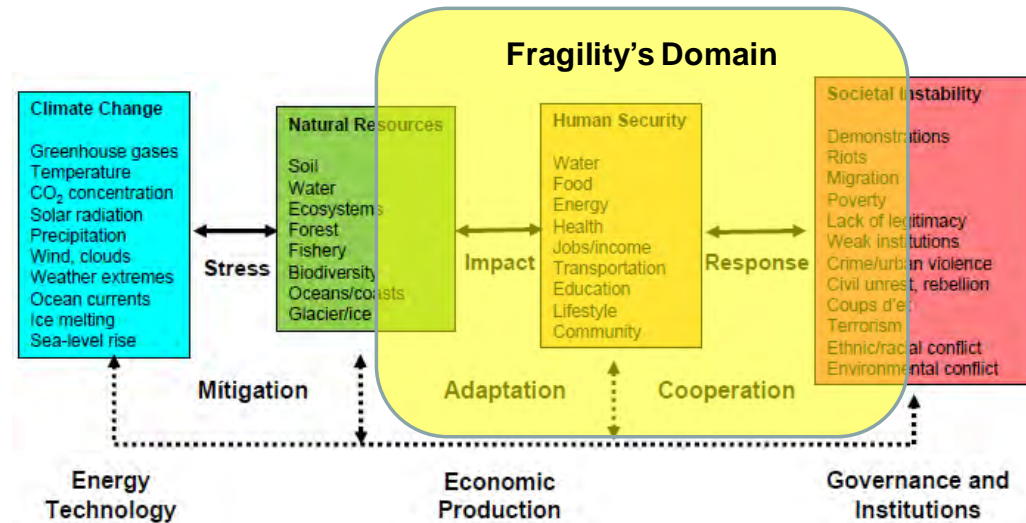 Fragility's Domain
Climate Change
Greenhouse gases
Temperature
CO₂ concentration
Solar radiation
Precipitation
Wind, clouds
Weather extremes
Ocean currents
Ice melting
Sea-level rise
Stress
Natural Resources
Soil
Water
Ecosystems
Forest
Fishery
Biodiversity
Oceans/coasts
Glacier/ice
Impact
Human Security
Water
Food
Energy
Health
Jobs/income
Transportation
Education
Lifestyle
Community
Response
Societal Instability
Demonstrations
Riots
Migration
Poverty
Lack of legitimacy
Weak institutions
Crime/urban violence
Civil unrest, rebellion
Coups d'et
Terrorism
Ethnic/racial conflict
Environmental conflict
Mitigation
Adaptation
Cooperation
Energy
Technology
Economic
Production
Governance and
Institutions